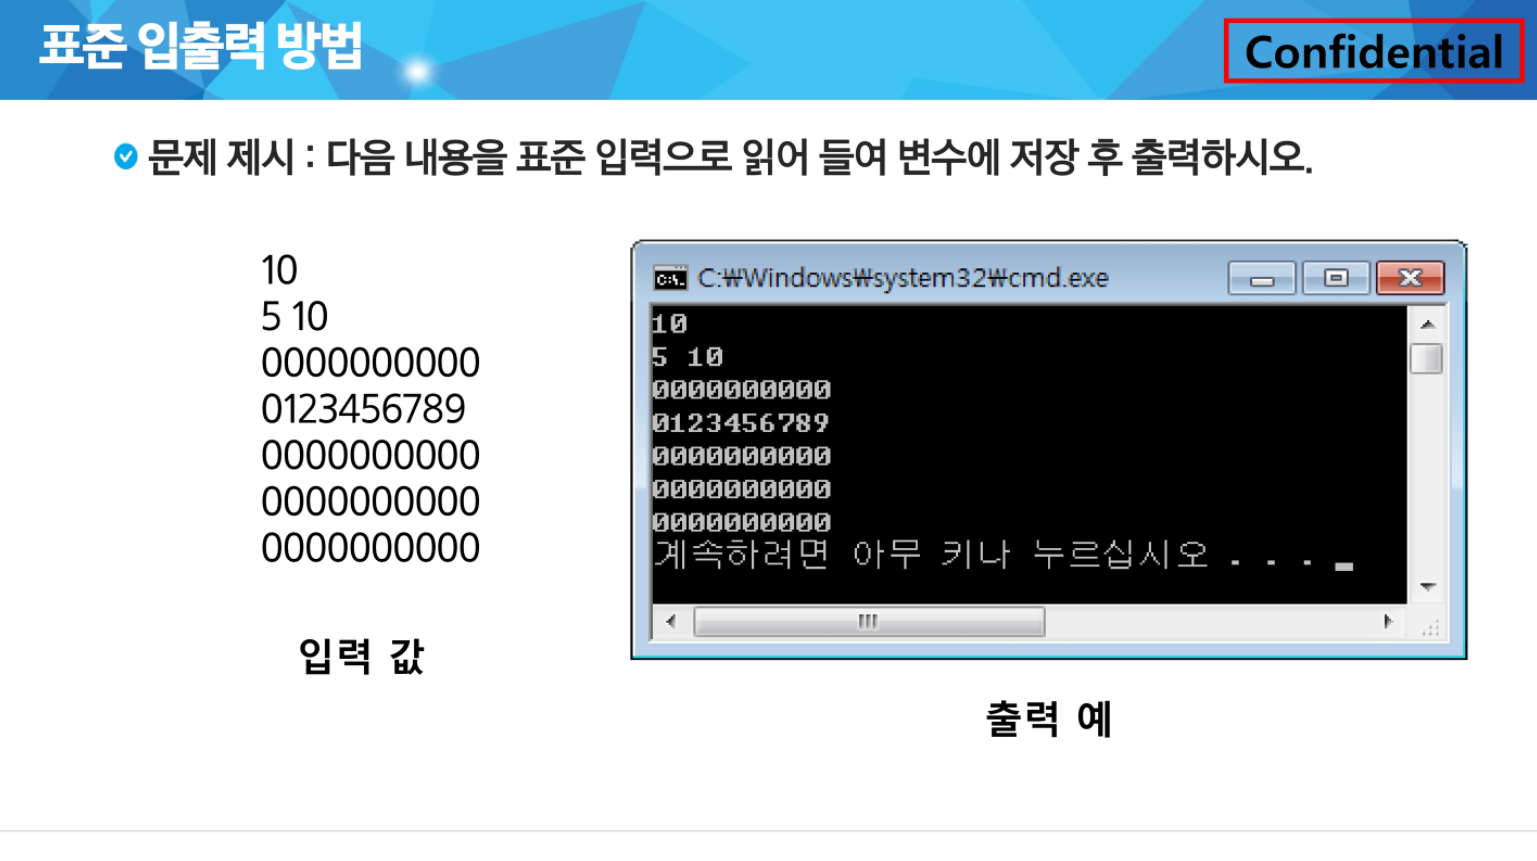 표준 입출력 방법
Confidential
문제 제시 : 다음 내용을 표준 입력으로 읽어 들여 변수에 저장 후 출력하시오.
10
5 10
0000000000
0123456789
0000000000
0000000000
0000000000
입력 값
C:\Windows\system32\cmd.exe
10
5 10
0000000000
0123456789
0000000000
0000000000
0000000000
계속하려면 아무 키나 누르십시오 . . .
출력 예